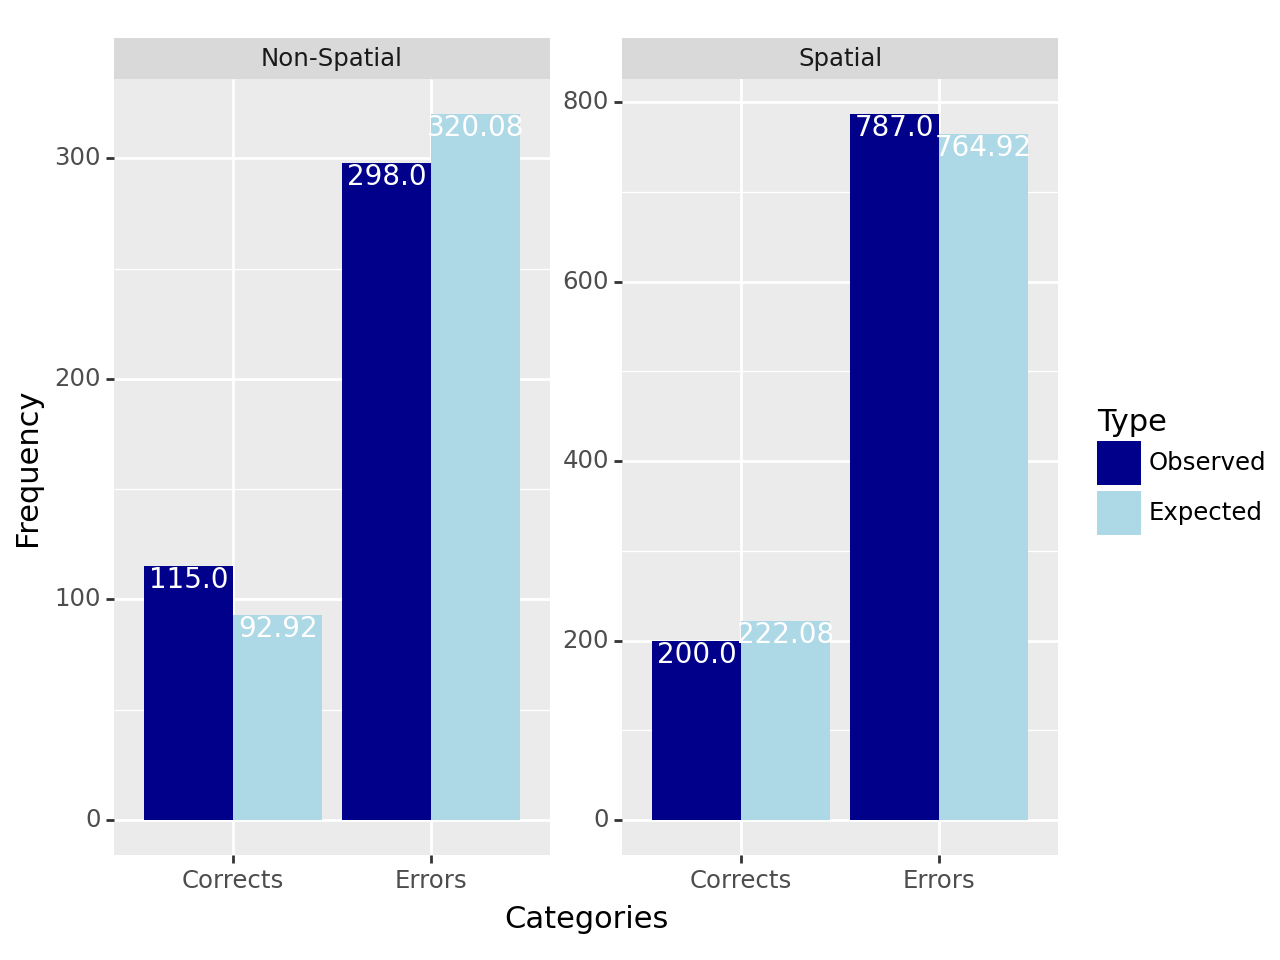 Non-Spatial
Spatial
Frequency
300
200
100
0
115.0
92.92
298.0
320.08
Corrects
Errors
800
600
400
200
0
200.0
222.08
787.0
764.92
Corrects
Errors
Categories
Type
Observed
Expected